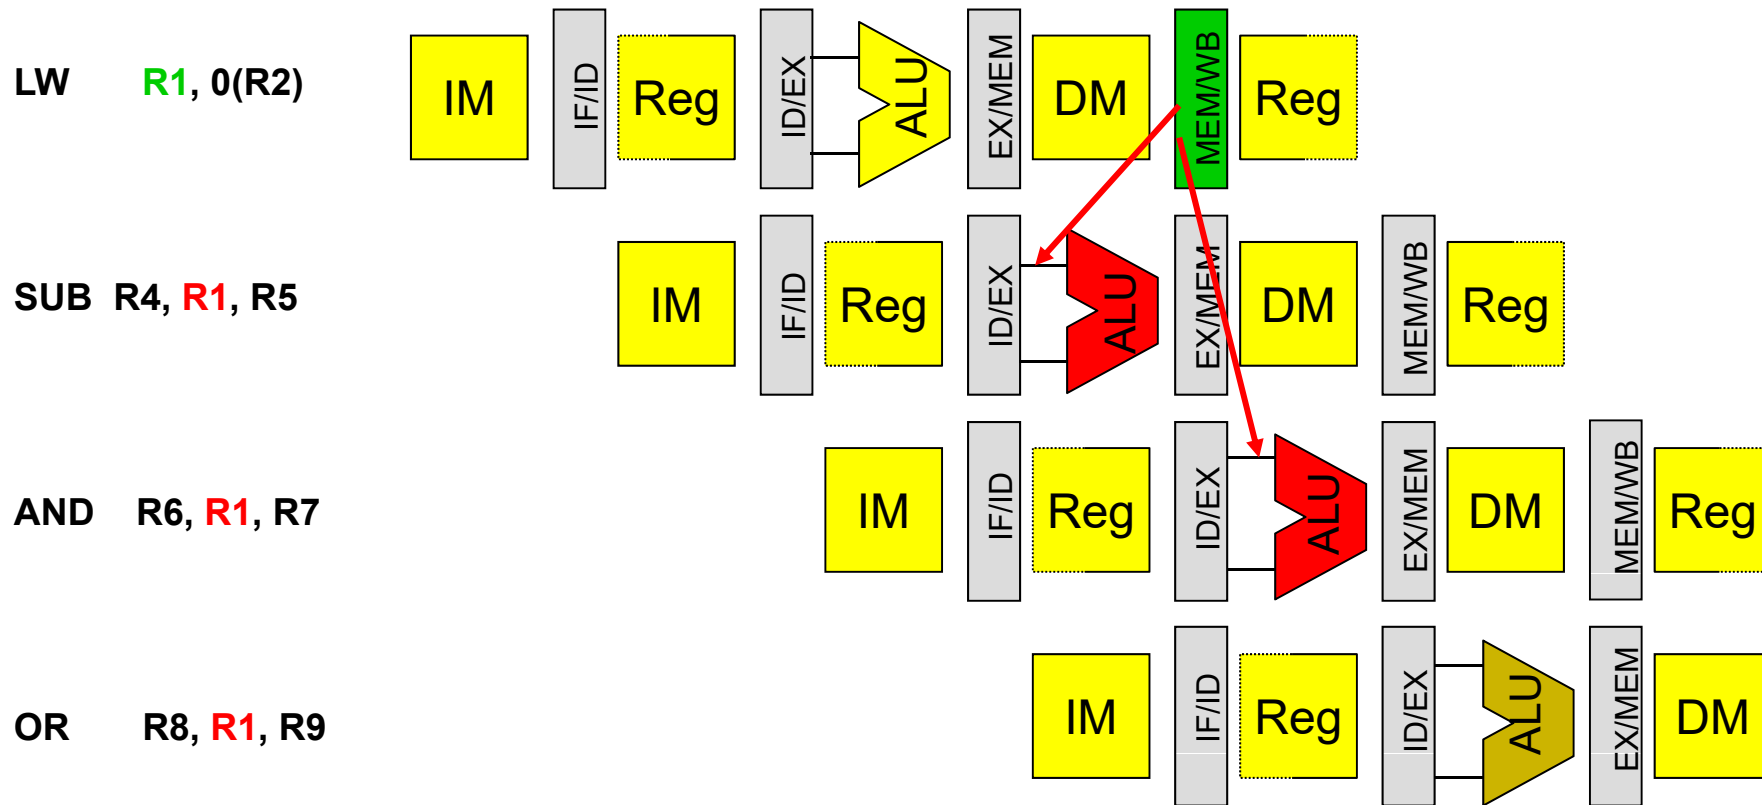 LW R1, 0(R2) IM IF/ID Reg ID/EX ALU EX/MEM DM MEM/WB Reg
SUB R4, R1, R5 IM IF/ID Reg ID/EX ALU EX/MEM DM MEM/WB Reg
AND R6, R1, R7 IM IF/ID Reg ID/EX ALU EX/MEM DM MEM/WB Reg
OR R8, R1, R9 IM IF/ID Reg ID/EX ALU EX/MEM DM